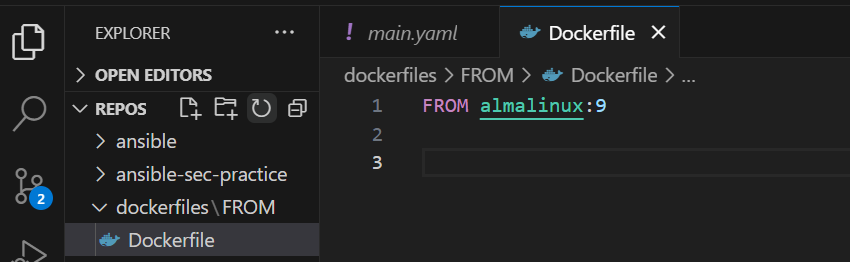 EXPLORER ...
OPEN EDITORS
REPOS
ansible
ansible-sec-practice
dockerfiles\FROM
Dockerfile
2
! main.yaml
Dockerfile
dockerfiles > FROM > Dockerfile > ...
1 FROM almalinux:9
2
3